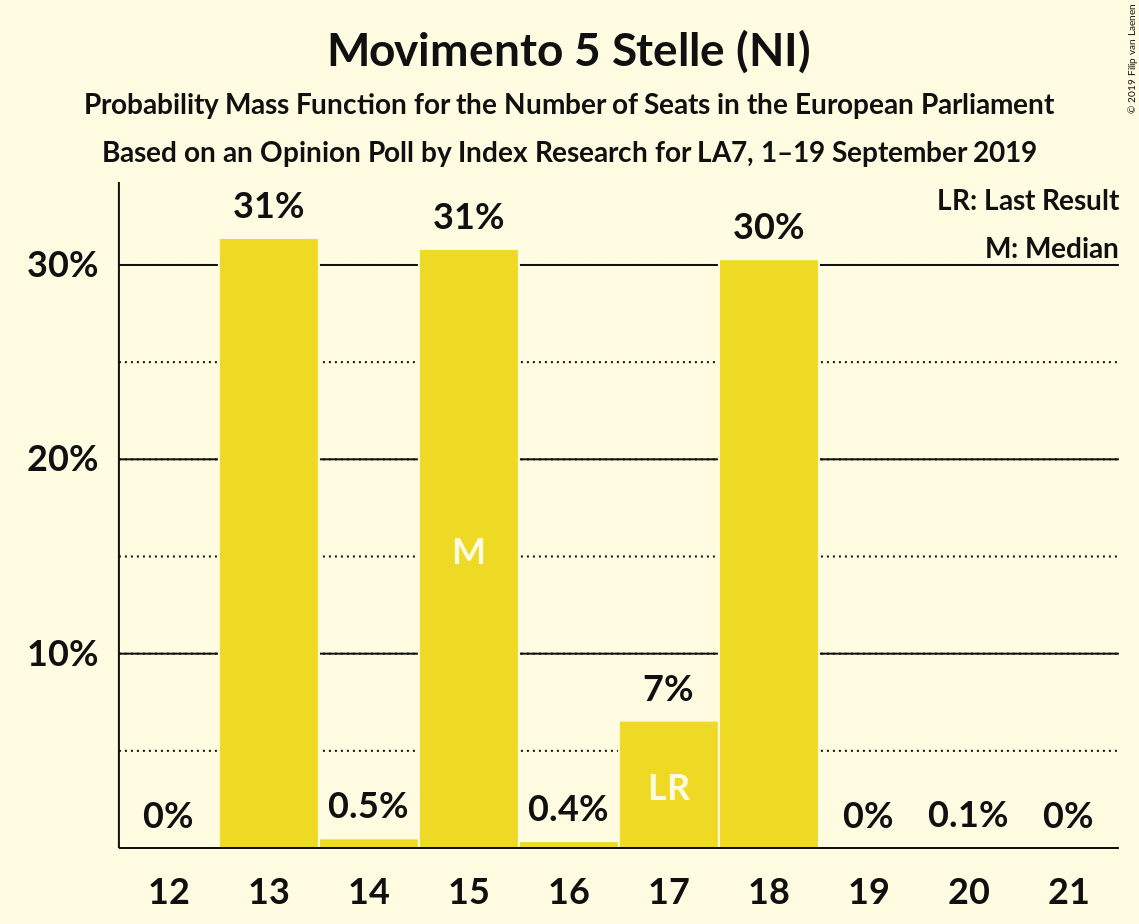 Movimento 5 Stelle (NI)
Probability Mass Function for the Number of Seats in the European Parliament
Based on an Opinion Poll by Index Research for LA7, 1–19 September 2019
© 2019 Filip van Laenen
LR: Last Result
M: Median
31%
31%
30%
30%
20%
M
10%
7%
LR
0%
0.5%
0.4%
0%
0.1%
0%
12 13 14 15 16 17 18 19 20 21